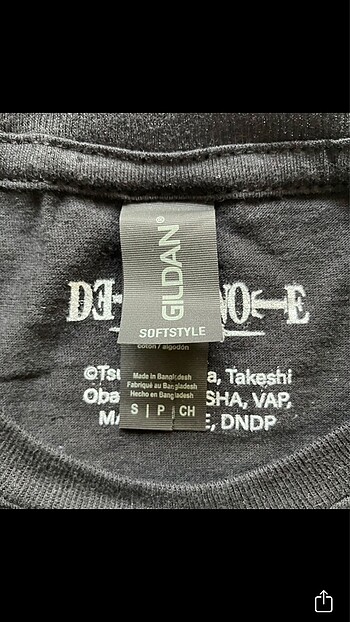 GILDAN®
SOFTSTYLE
cotton / algodón
Made in Bangladesh
Fabriqué au Bangladesh
Hecho en Bangladesh
S | P | CH
DE NOTE
©Tsu a, Takeshi
Oba SHA, VAP,
MA E, DNDP